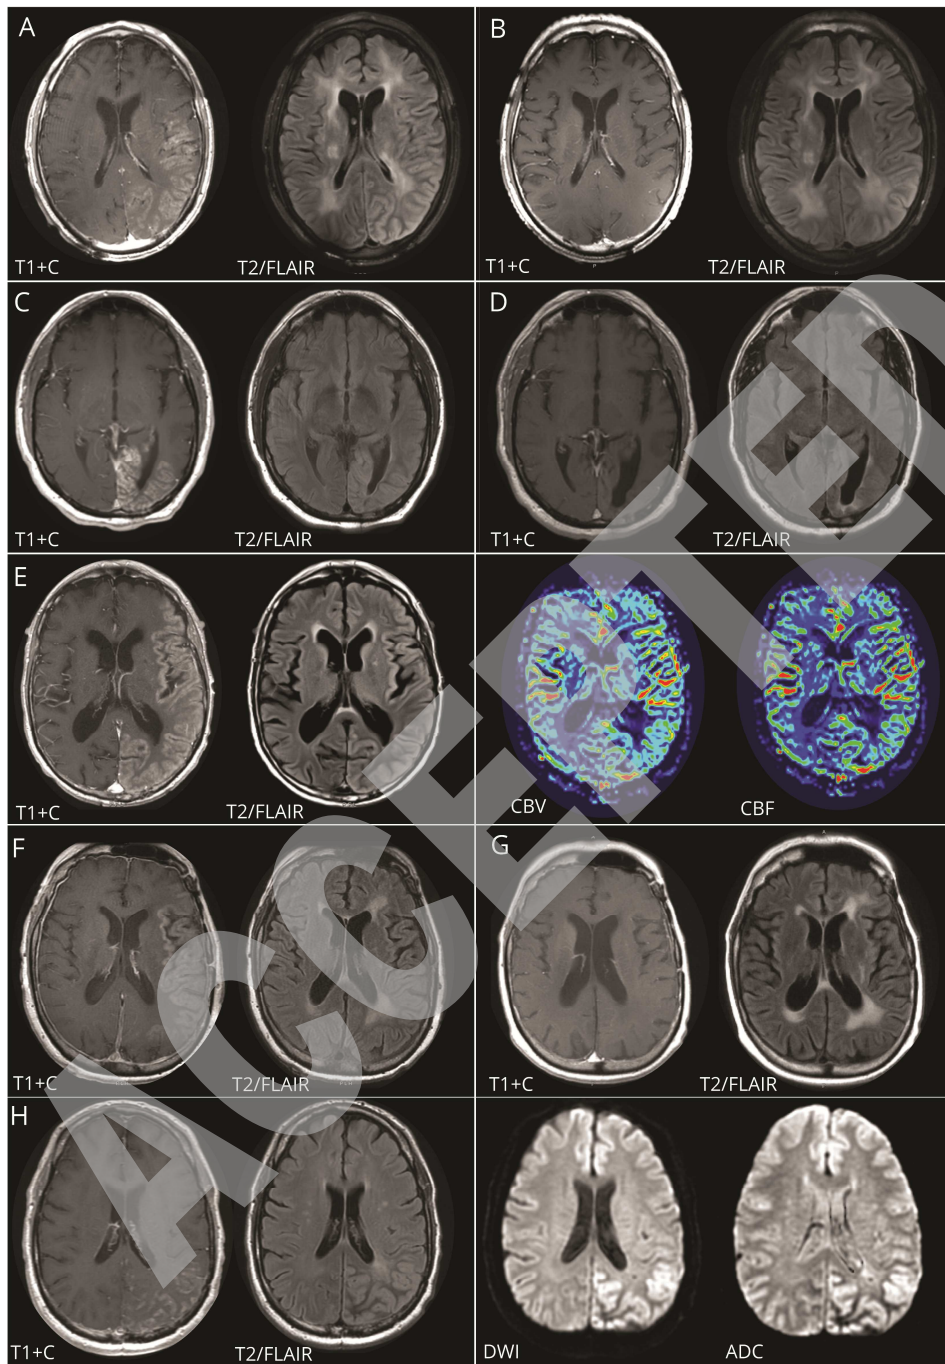 A
B
T1+C
T2/FLAIR
T1+C
T2/FLAIR
C
D
T1+C
T2/FLAIR
T1+C
T2/FLAIR
E
T1+C
T2/FLAIR
CBV
CBF
F
G
T1+C
T2/FLAIR
T1+C
T2/FLAIR
H
T1+C
T2/FLAIR
DWI
ADC
ACCEPTED